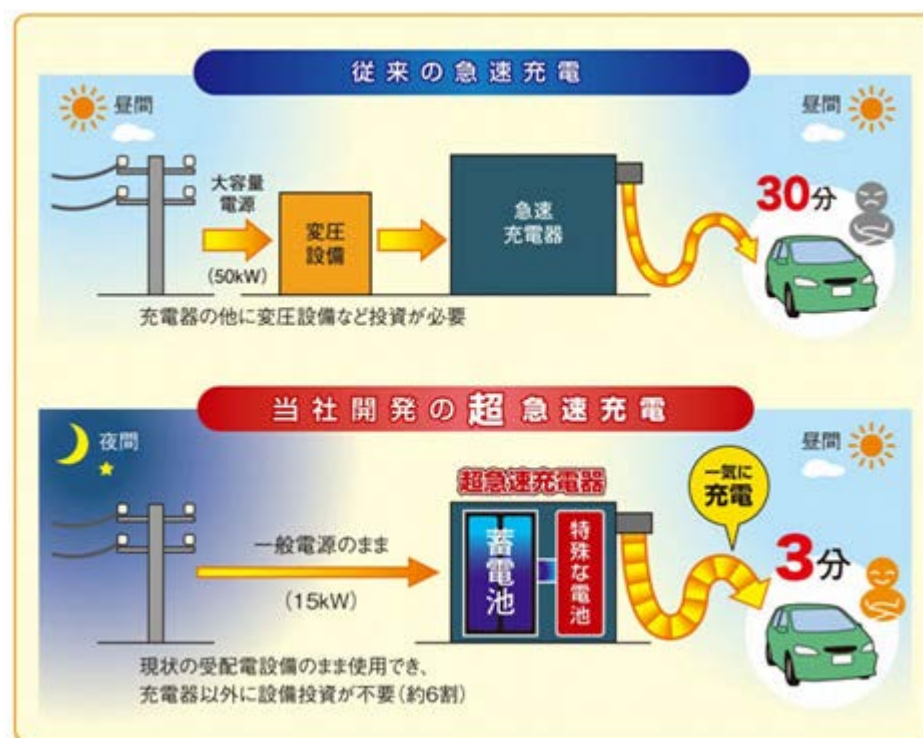 従来の急速充電
昼間
昼間
大容量
電源
(50kW)
変圧
設備
急速
充電器
30分
充電器の他に変圧設備など投資が必要
当社開発の超急速充電
夜間
昼間
一般電源のまま
(15kW)
超急速充電器
蓄電池
特殊な電池
一気に
充電
3分
現状の受配電設備のまま使用でき、
充電器以外に設備投資が不要(約6割)